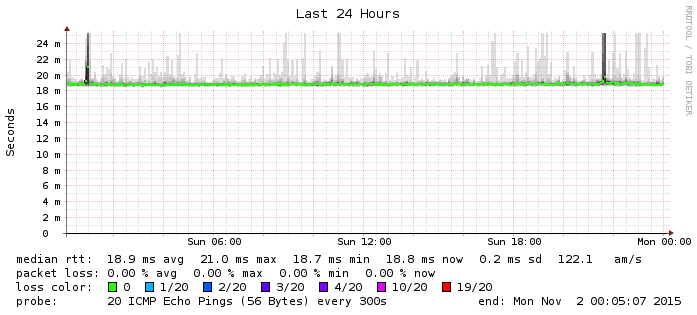 Last 24 Hours
RRDTOOL / TOBI OETIKER
Seconds
24 m
22 m
20 m
18 m
16 m
14 m
12 m
10 m
8 m
6 m
4 m
2 m
0
Sun 06:00 Sun 12:00 Sun 18:00 Mon 00:00
median rtt: 18.9 ms avg 21.0 ms max 18.7 ms min 18.8 ms now 0.2 ms sd 122.1 am/s
packet loss: 0.00 % avg 0.00 % max 0.00 % min 0.00 % now
loss color: 0 1/20 2/20 3/20 4/20 10/20 19/20
probe: 20 ICMP Echo Pings (56 Bytes) every 300s end: Mon Nov 2 00:05:07 2015